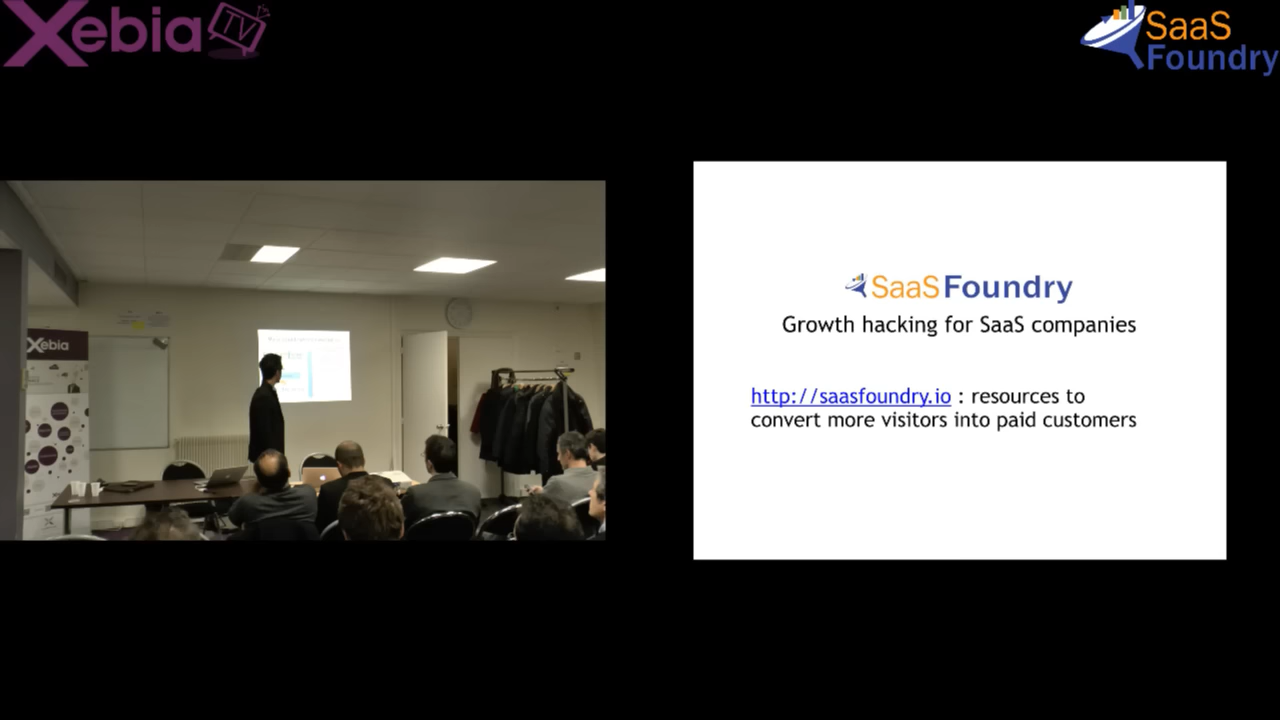 Xebia TV
SaaS
Foundry
Xebia
SaaS Foundry
Growth hacking for SaaS companies
http://saasfoundry.io : resources to
convert more visitors into paid customers